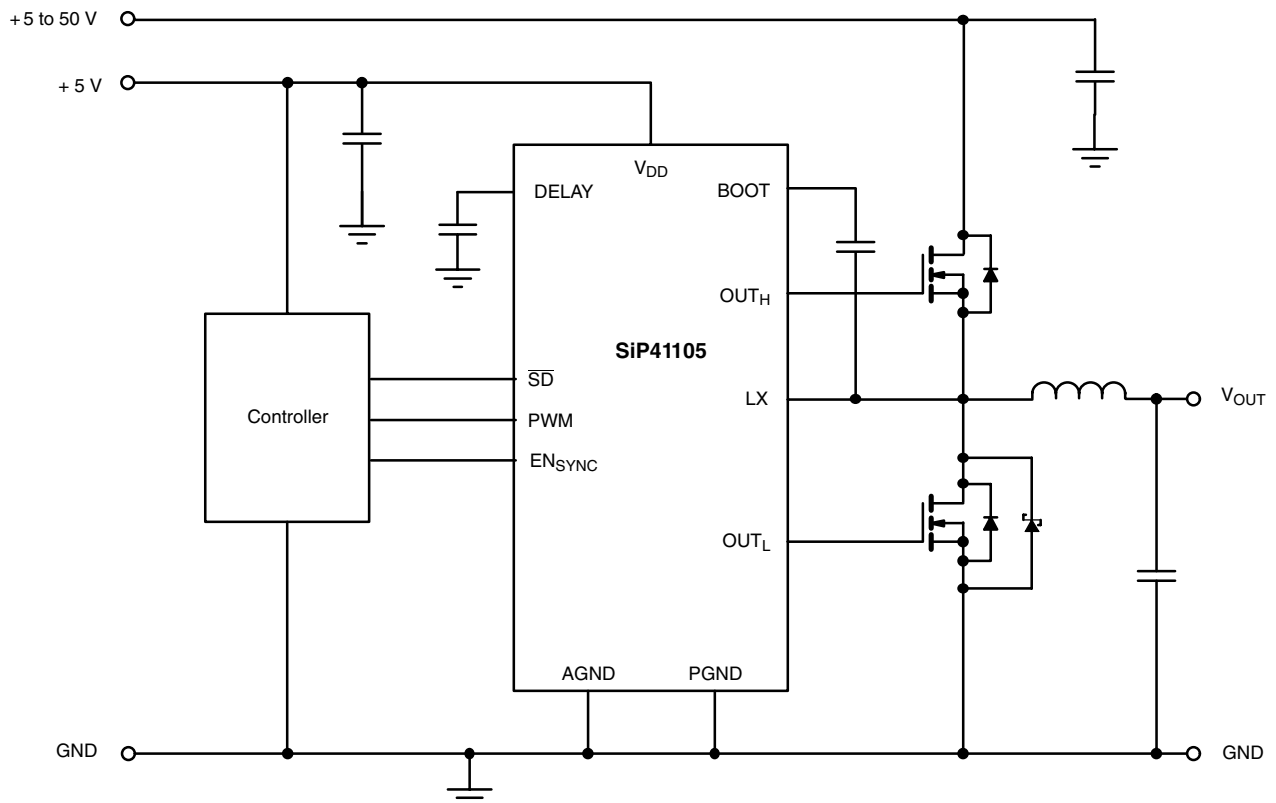 +5 to 50 V
+ 5 V
VDD
DELAY
BOOT
OUTH
SiP41105
SD
LX
VOUT
Controller
PWM
ENSYNC
OUTL
AGND
PGND
GND
GND